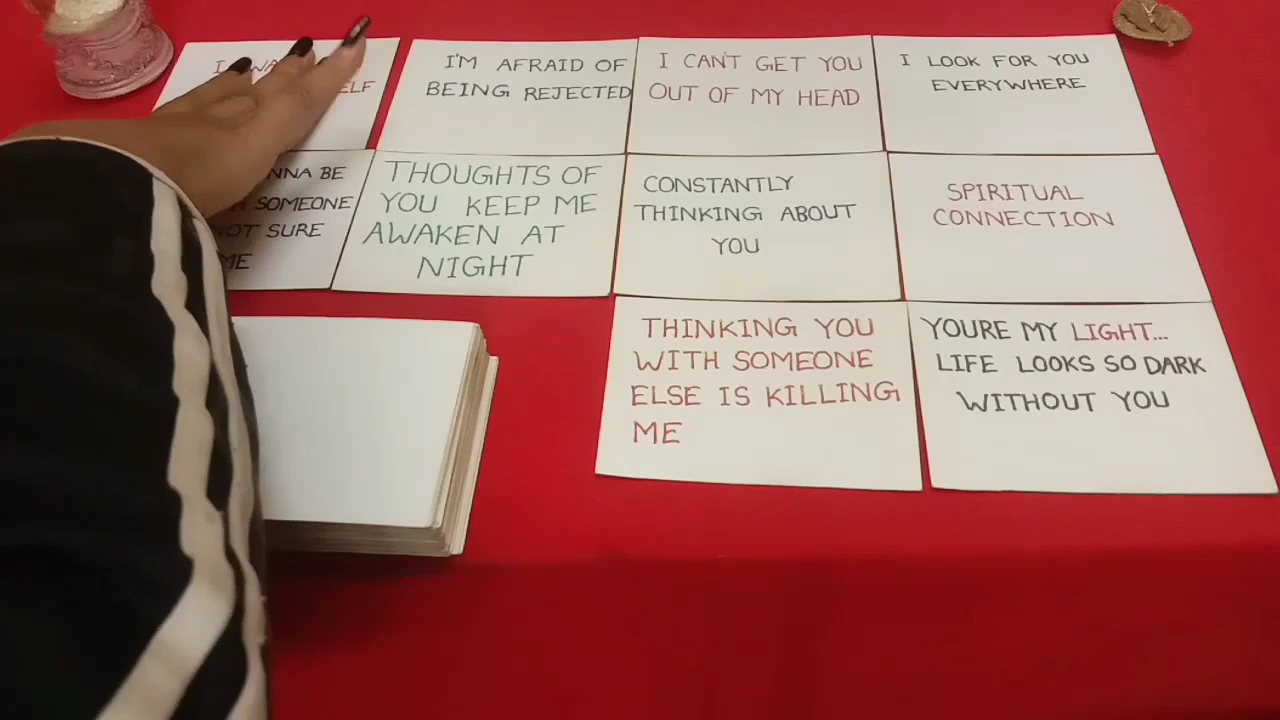 I
ELF
I'M AFRAID OF
BEING REJECTED
I CAN'T GET YOU
OUT OF MY HEAD
I LOOK FOR YOU
EVERYWHERE
BE
SOMEONE
NOT SURE
ME
THOUGHTS OF
YOU KEEP ME
AWAKEN AT
NIGHT
CONSTANTLY
THINKING ABOUT
YOU
SPIRITUAL
CONNECTION
THINKING YOU
WITH SOMEONE
ELSE IS KILLING
ME
YOURE MY LIGHT...
LIFE LOOKS SO DARK
WITHOUT YOU